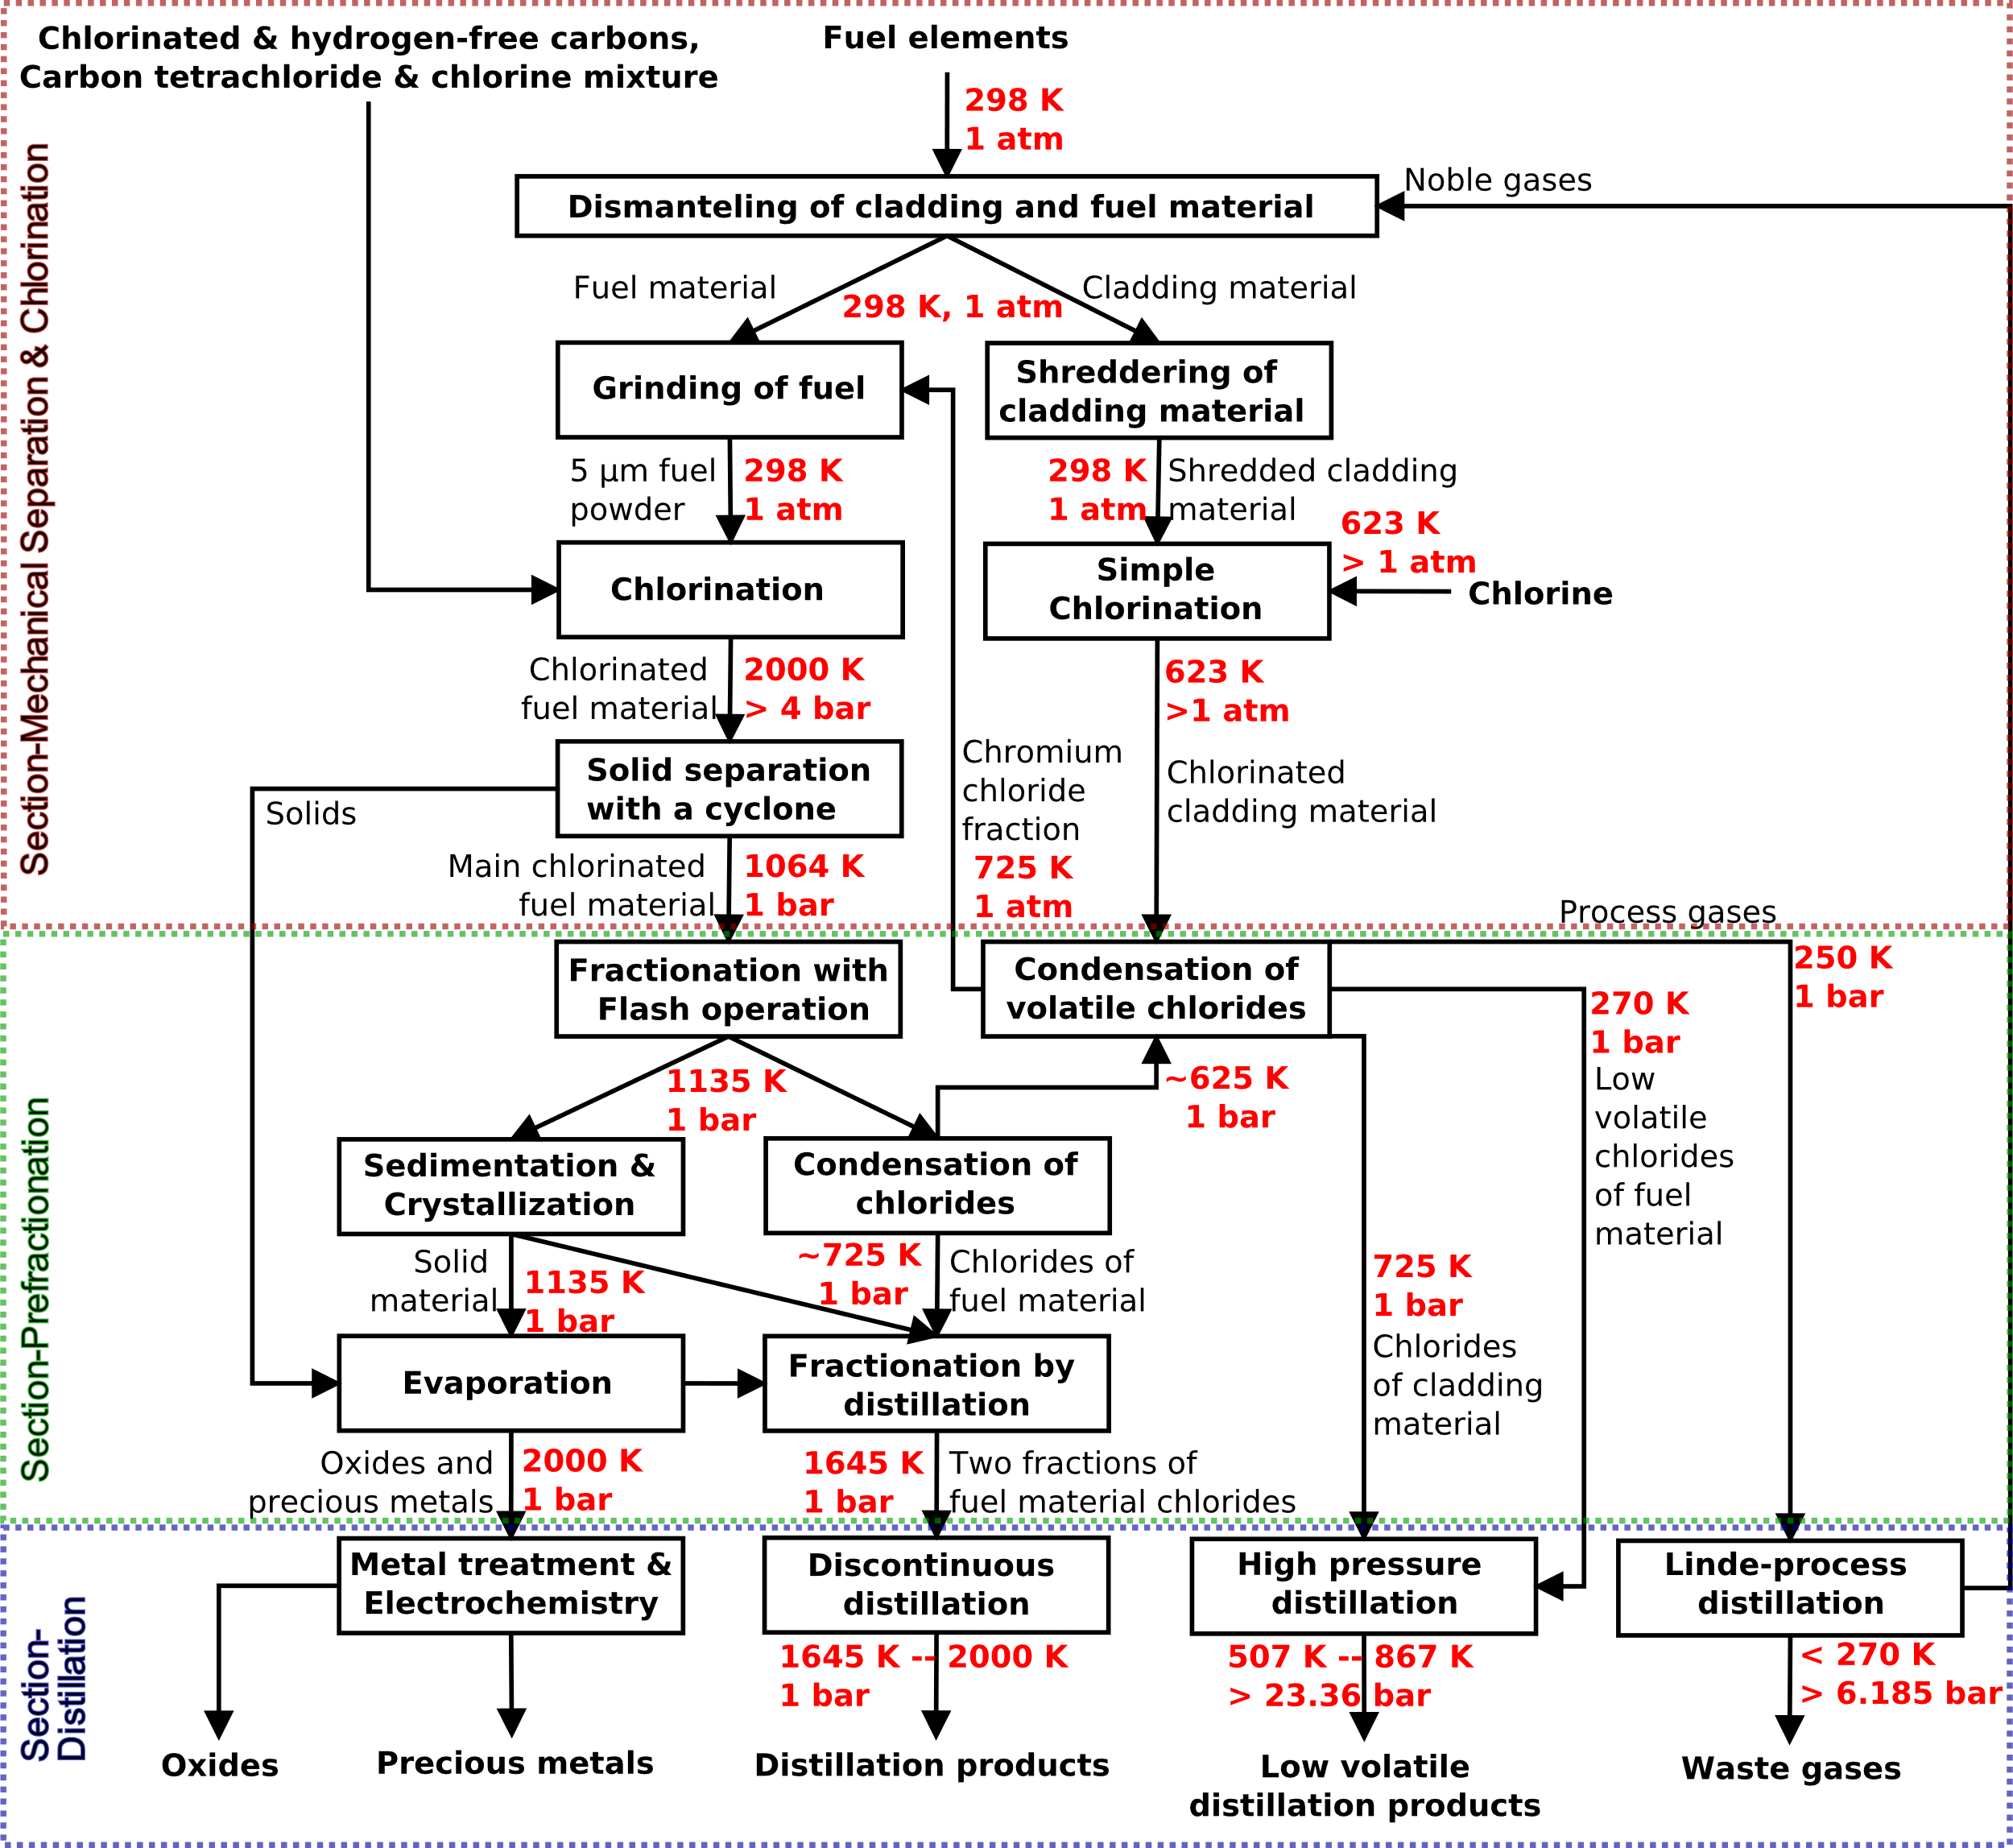 Chlorinated & hydrogen-free carbons,
Carbon tetrachloride & chlorine mixture
Fuel elements
298 K
1 atm
Section-Mechanical Separation & Chlorination
Noble gases
Dismanteling of cladding and fuel material
Fuel material
298 K, 1 atm
Cladding material
Grinding of fuel
Shreddering of
cladding material
5 µm fuel
powder
298 K
1 atm
298 K
1 atm
Shredded cladding
material
623 K
> 1 atm
Chlorination
Simple
Chlorination
Chlorine
Chlorinated
fuel material
2000 K
> 4 bar
623 K
>1 atm
Chromium
chloride
fraction
725 K
1 atm
Chlorinated
cladding material
Solid separation
with a cyclone
Solids
Main chlorinated
fuel material
1064 K
1 bar
Process gases
Section-Prefractionation
Fractionation with
Flash operation
Condensation of
volatile chlorides
250 K
1 bar
270 K
1 bar
Low
volatile
chlorides
of fuel
material
1135 K
1 bar
~625 K
1 bar
Sedimentation &
Crystallization
Condensation of
chlorides
Solid
material
1135 K
1 bar
~725 K
1 bar
Chlorides of
fuel material
725 K
1 bar
Chlorides
of cladding
material
Evaporation
Fractionation by
distillation
Oxides and
precious metals
2000 K
1 bar
1645 K
1 bar
Two fractions of
fuel material chlorides
Section-
Distillation
Metal treatment &
Electrochemistry
Discontinuous
distillation
High pressure
distillation
Linde-process
distillation
1645 K -- 2000 K
1 bar
507 K -- 867 K
> 23.36 bar
< 270 K
> 6.185 bar
Oxides
Precious metals
Distillation products
Low volatile
distillation products
Waste gases